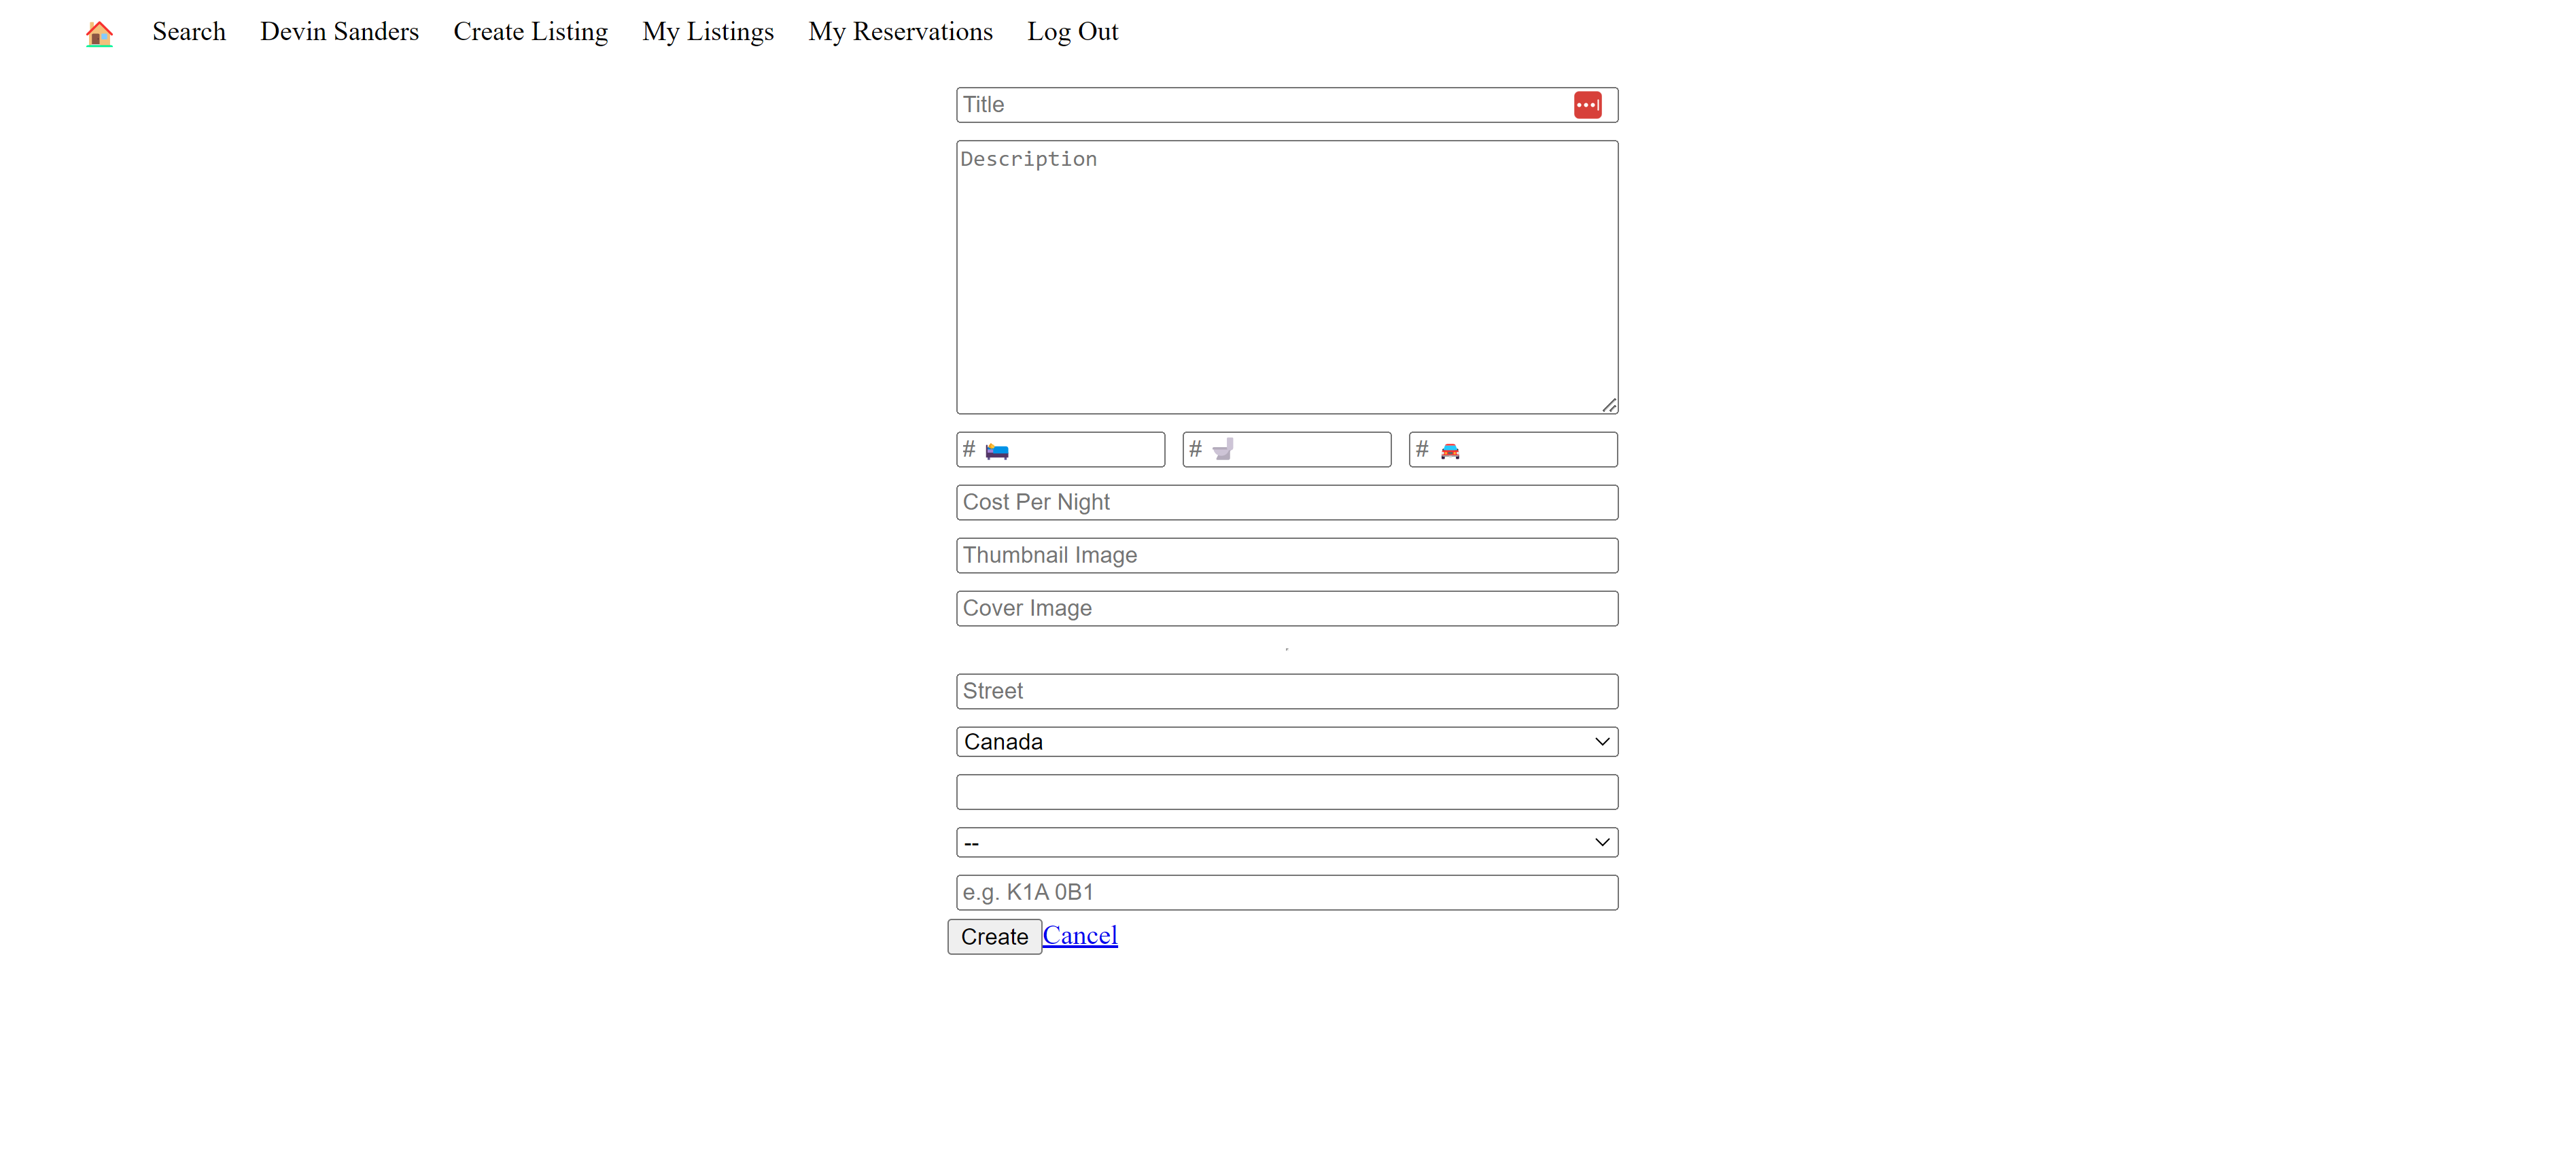 Search Devin Sanders Create Listing My Listings My Reservations Log Out
Title
Description
# # #
Cost Per Night
Thumbnail Image
Cover Image
Street
Canada
--
e.g. K1A 0B1
Create Cancel